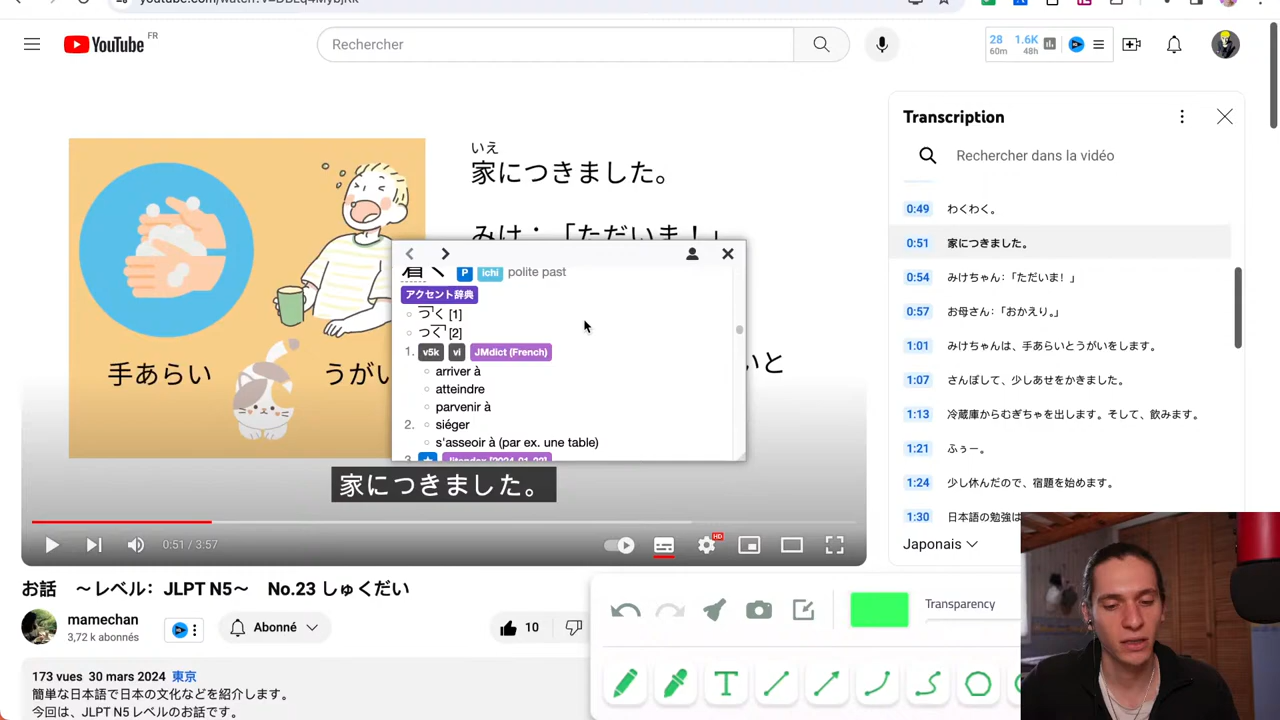 YouTube FR
Rechercher
28 60m 1.6K 48h
いえ
家につきました。
みけ：「ただいま！」
手あらい
うがい
いと
着く P ichi polite past
アクセント辞典
つく [1]
つく [2]
1. v5k vi JMdict (French)
arriver à
atteindre
parvenir à
2. siéger
s'asseoir à (par ex. une table)
家につきました。
0:51 / 3:57
HD
Transcription
Rechercher dans la vidéo
0:49 わくわく。
0:51 家につきました。
0:54 みけちゃん：「ただいま！」
0:57 お母さん：「おかえり。」
1:01 みけちゃんは、手あらいとうがいをします。
1:07 さんぽして、少しあせをかきました。
1:13 冷蔵庫からむぎちゃを出します。そして、飲みます。
1:21 ふぅー。
1:24 少し休んだので、宿題を始めます。
1:30 日本語の勉強は
Japonais
お話　～レベル：JLPT N5～　No.23 しゅくだい
mamechan
3,72 k abonnés
Abonné
10
173 vues 30 mars 2024 東京
簡単な日本語で日本の文化などを紹介します。
今回は、JLPT N5レベルのお話です。
Transparency
T